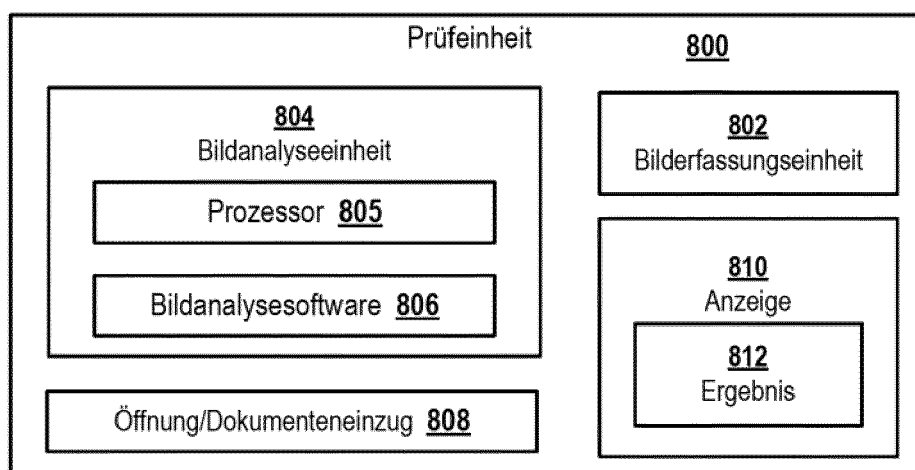 Prüfeinheit 800
804
Bildanalyseeinheit
Prozessor 805
Bildanalysesoftware 806
Öffnung/Dokumenteneinzug 808
802
Bilderfassungseinheit
810
Anzeige
812
Ergebnis